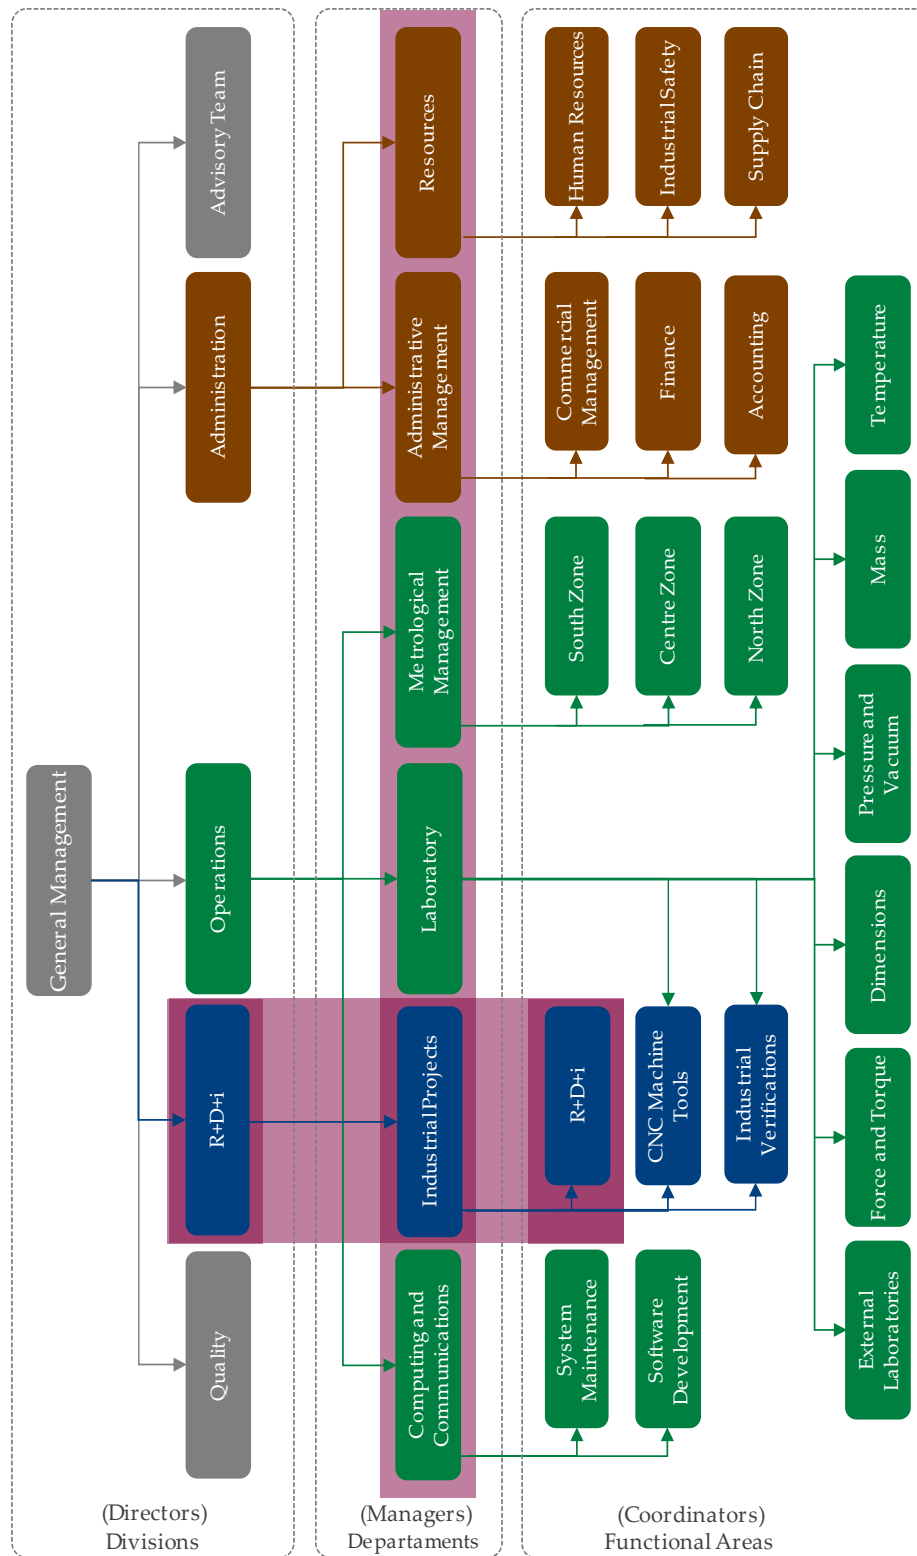 General Management
Advisory Team
Administration
Operations
R+D+i
Quality
(Directors)
Divisions
Resources
Administrative
Management
Metrological
Management
Laboratory
Industrial Projects
Computing and
Communications
(Managers)
Departaments
Human Resources
Industrial Safety
Supply Chain
Commercial
Management
Finance
Accounting
South Zone
Centre Zone
North Zone
R+D+i
CNC Machine
Tools
Industrial
Verifications
System
Maintenance
Software
Development
Temperature
Mass
Pressure and
Vacuum
Dimensions
Force and Torque
External
Laboratories
(Coordinators)
Functional Areas